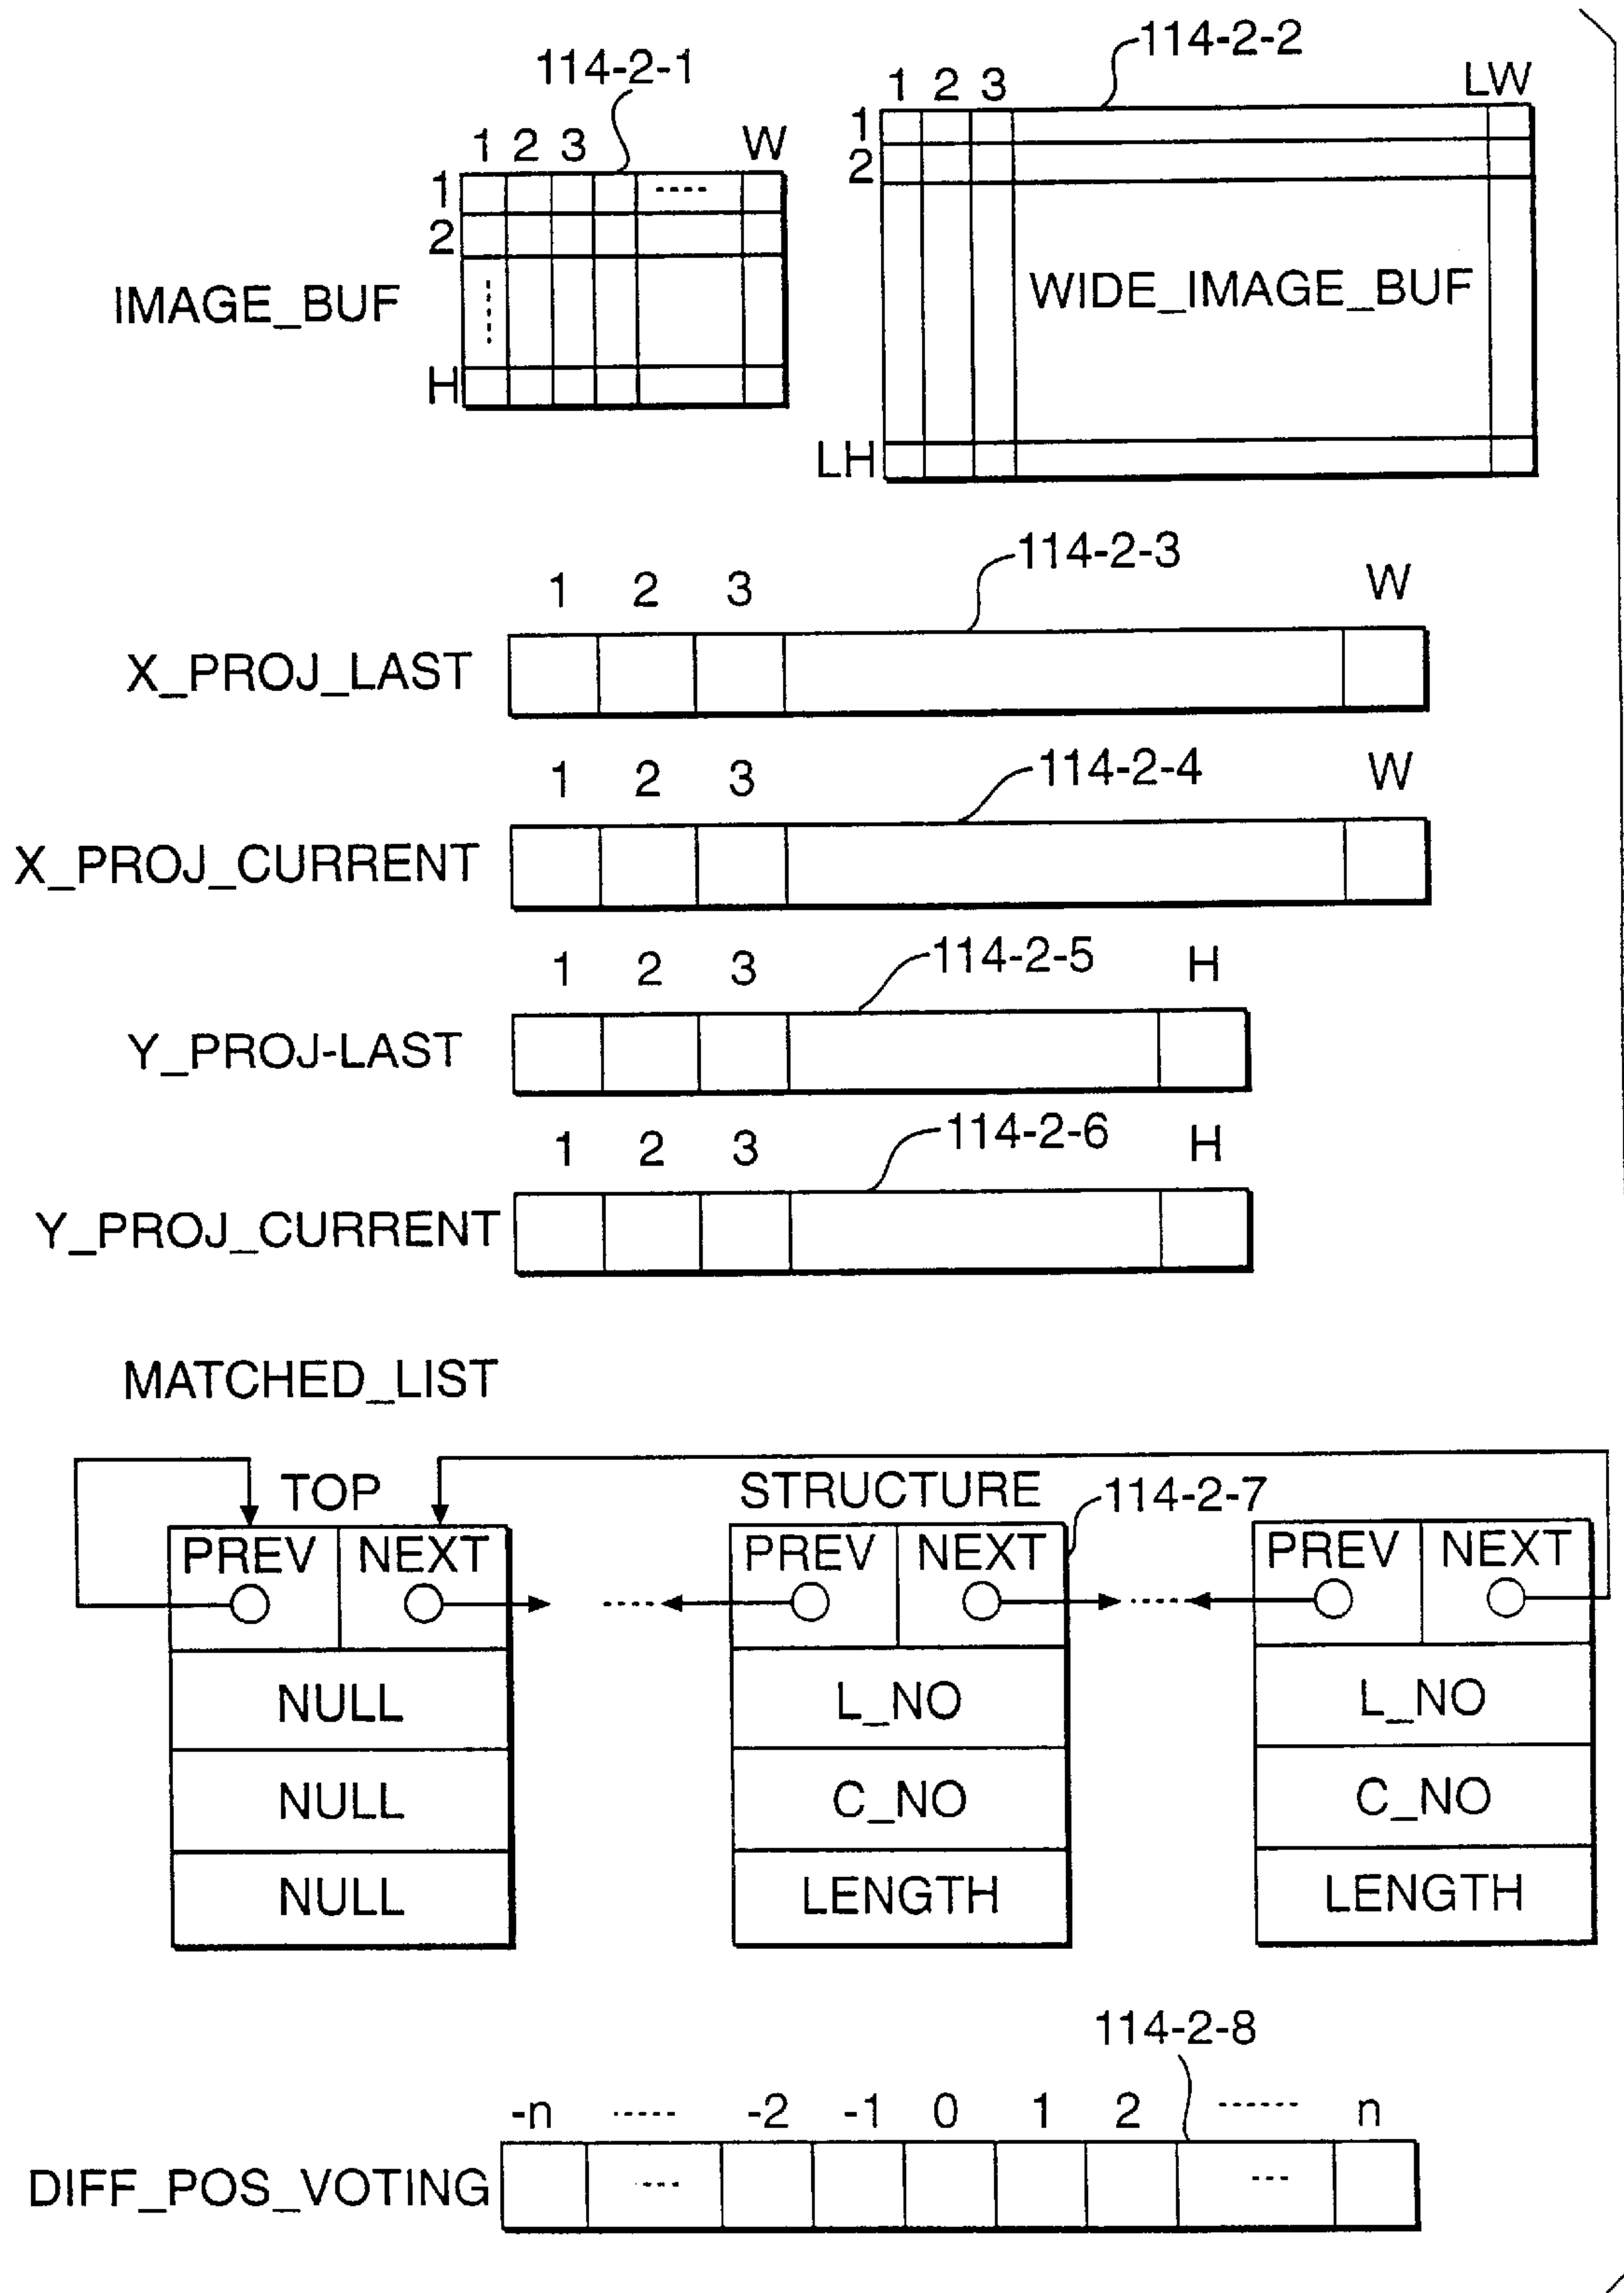 114-2-1
114-2-2
1 2 3 W
1 2 3 LW
1
2
1
2
IMAGE_BUF
WIDE_IMAGE_BUF
H
LH
114-2-3
1 2 3 W
X_PROJ_LAST
114-2-4
1 2 3 W
X_PROJ_CURRENT
114-2-5
1 2 3 H
Y_PROJ-LAST
114-2-6
1 2 3 H
Y_PROJ_CURRENT
MATCHED_LIST
TOP
STRUCTURE
114-2-7
PREV NEXT
NULL
NULL
NULL
PREV NEXT
L_NO
C_NO
LENGTH
PREV NEXT
L_NO
C_NO
LENGTH
114-2-8
-n ..... -2 -1 0 1 2 ...... n
DIFF_POS_VOTING